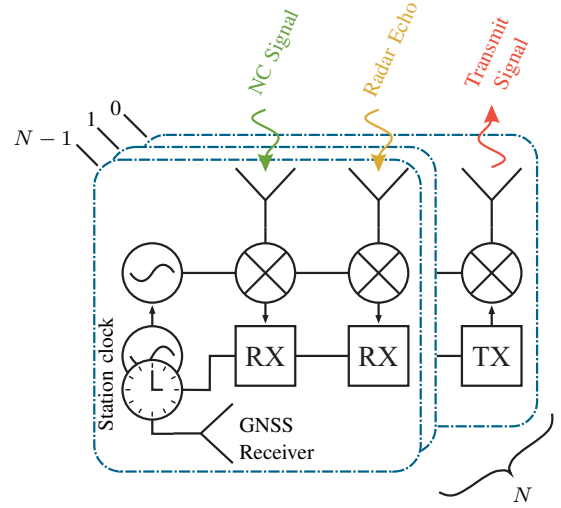 NC Signal
Radar Echo
Transmit
Signal
0
1
N − 1
Station clock
RX
RX
TX
GNSS
Receiver
N